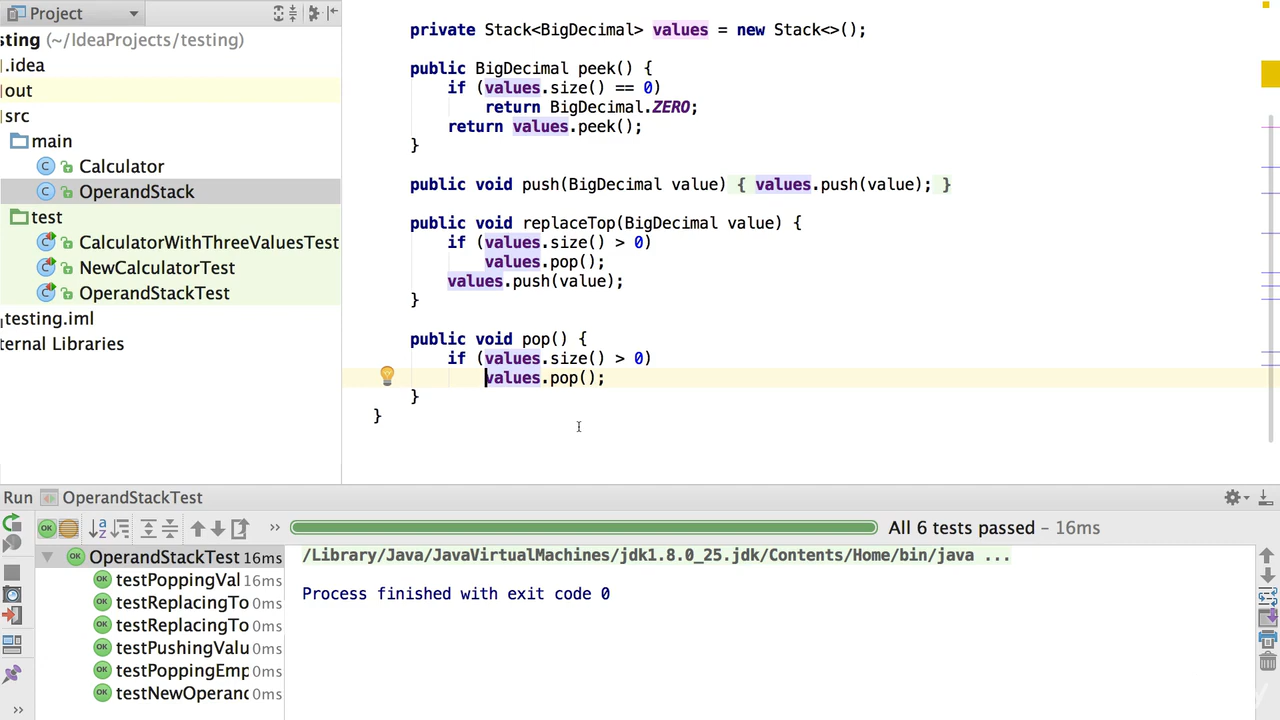 Project
sting (~/IdeaProjects/testing)
.idea
out
src
main
Calculator
OperandStack
test
CalculatorWithThreeValuesTest
NewCalculatorTest
OperandStackTest
testing.iml
ternal Libraries
private Stack<BigDecimal> values = new Stack<>();
public BigDecimal peek() {
if (values.size() == 0)
return BigDecimal.ZERO;
return values.peek();
}
public void push(BigDecimal value) { values.push(value); }
public void replaceTop(BigDecimal value) {
if (values.size() > 0)
values.pop();
values.push(value);
}
public void pop() {
if (values.size() > 0)
values.pop();
}
}
Run OperandStackTest
All 6 tests passed – 16ms
OperandStackTest 16ms
testPoppingVal 16ms
testReplacingTo 0ms
testReplacingTo 0ms
testPushingValu 0ms
testPoppingEmp 0ms
testNewOperand 0ms
/Library/Java/JavaVirtualMachines/jdk1.8.0_25.jdk/Contents/Home/bin/java ...
Process finished with exit code 0